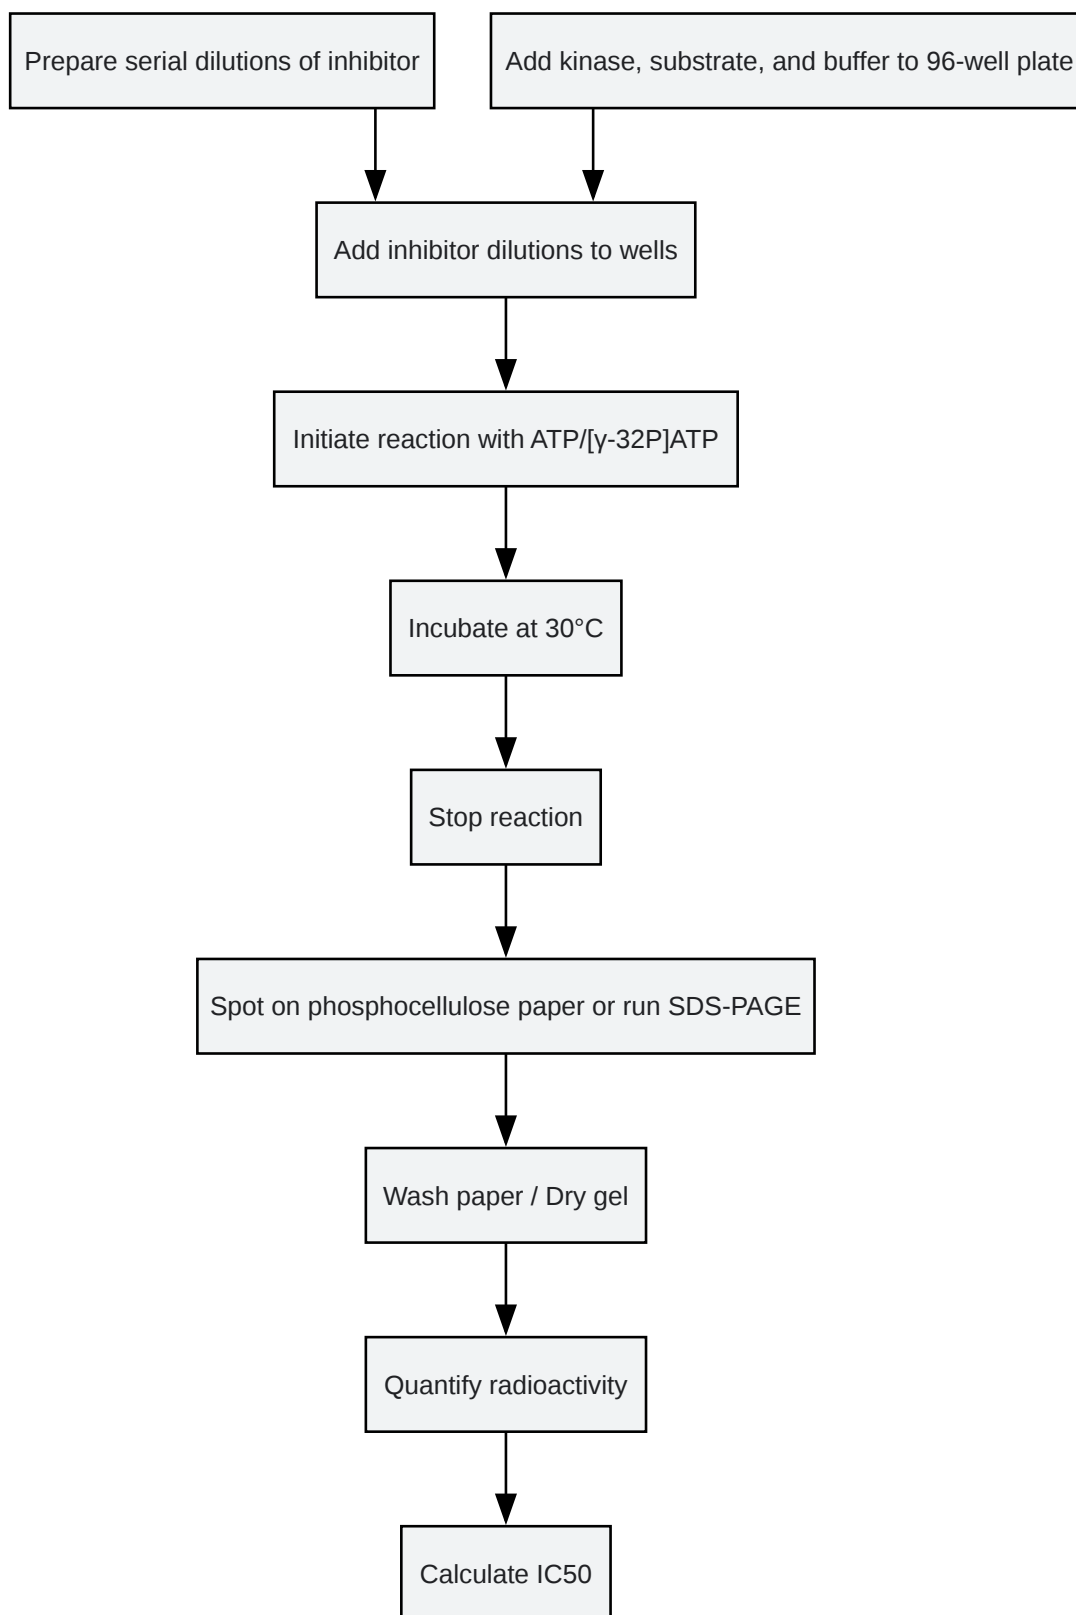 Prepare serial dilutions of inhibitor
Add kinase, substrate, and buffer to 96-well plate
Add inhibitor dilutions to wells
Initiate reaction with ATP/[γ-32P]ATP
Incubate at 30°C
Stop reaction
Spot on phosphocellulose paper or run SDS-PAGE
Wash paper / Dry gel
Quantify radioactivity
Calculate IC50